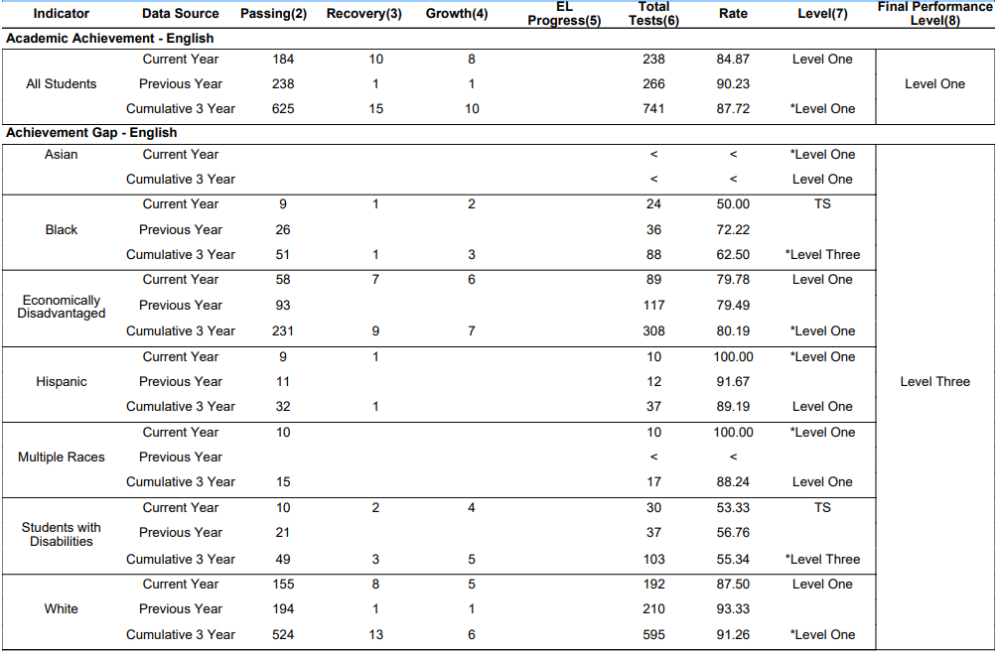 Indicator Data Source Passing(2) Recovery(3) Growth(4) EL Progress(5) Total Tests(6) Rate Level(7) Final Performance Level(8)
Academic Achievement - English
Current Year 184 10 8 238 84.87 Level One
All Students Previous Year 238 1 1 266 90.23 Level One
Cumulative 3 Year 625 15 10 741 87.72 *Level One
Achievement Gap - English
Asian Current Year < < *Level One
Cumulative 3 Year < < Level One
Current Year 9 1 2 24 50.00 TS
Black Previous Year 26 36 72.22
Cumulative 3 Year 51 1 3 88 62.50 *Level Three
Current Year 58 7 6 89 79.78 Level One
Economically Disadvantaged Previous Year 93 117 79.49
Cumulative 3 Year 231 9 7 308 80.19 *Level One
Current Year 9 1 10 100.00 *Level One
Hispanic Previous Year 11 12 91.67 Level Three
Cumulative 3 Year 32 1 37 89.19 Level One
Current Year 10 10 100.00 *Level One
Multiple Races Previous Year < <
Cumulative 3 Year 15 17 88.24 Level One
Current Year 10 2 4 30 53.33 TS
Students with Disabilities Previous Year 21 37 56.76
Cumulative 3 Year 49 3 5 103 55.34 *Level Three
Current Year 155 8 5 192 87.50 Level One
White Previous Year 194 1 1 210 93.33
Cumulative 3 Year 524 13 6 595 91.26 *Level One